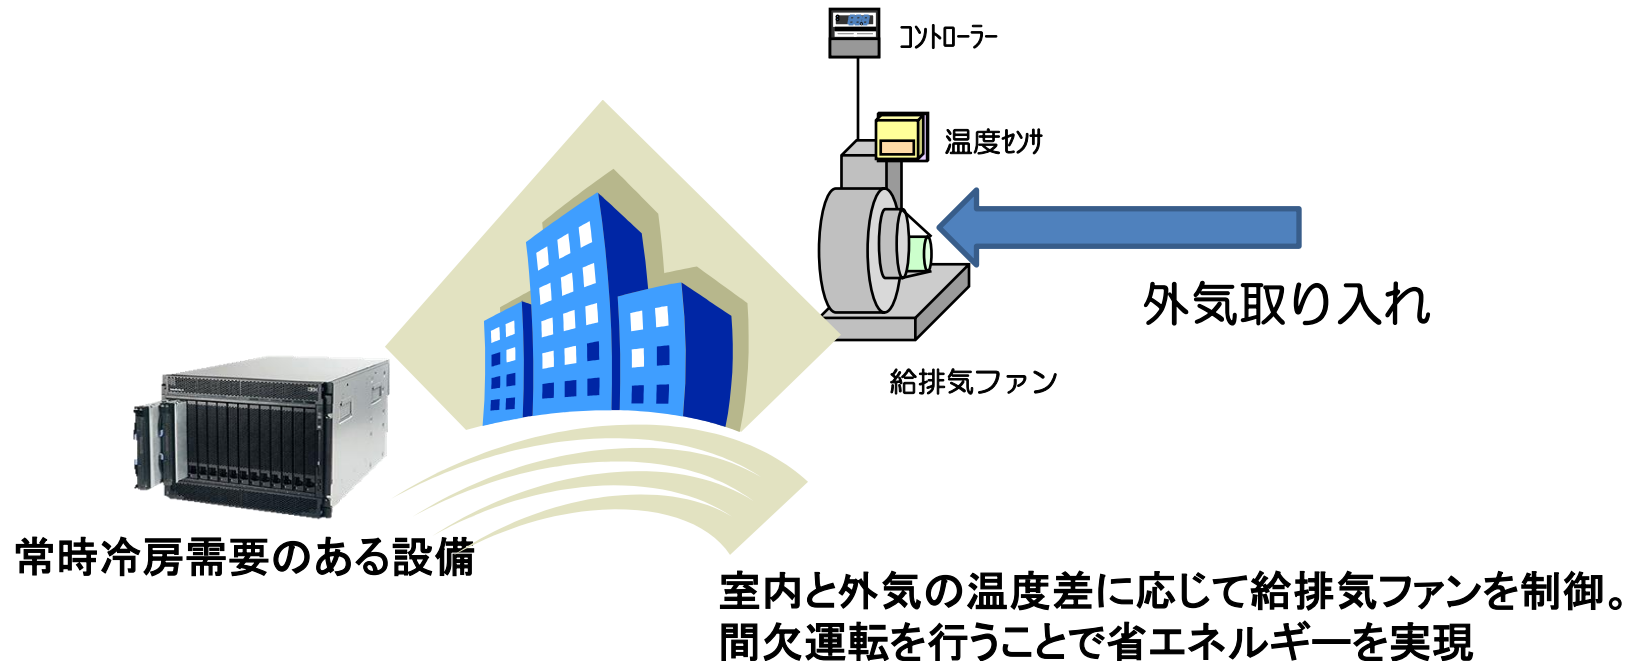 コントローラー
温度センサ
外気取り入れ
給排気ファン
常時冷房需要のある設備
室内と外気の温度差に応じて給排気ファンを制御。
間欠運転を行うことで省エネルギーを実現